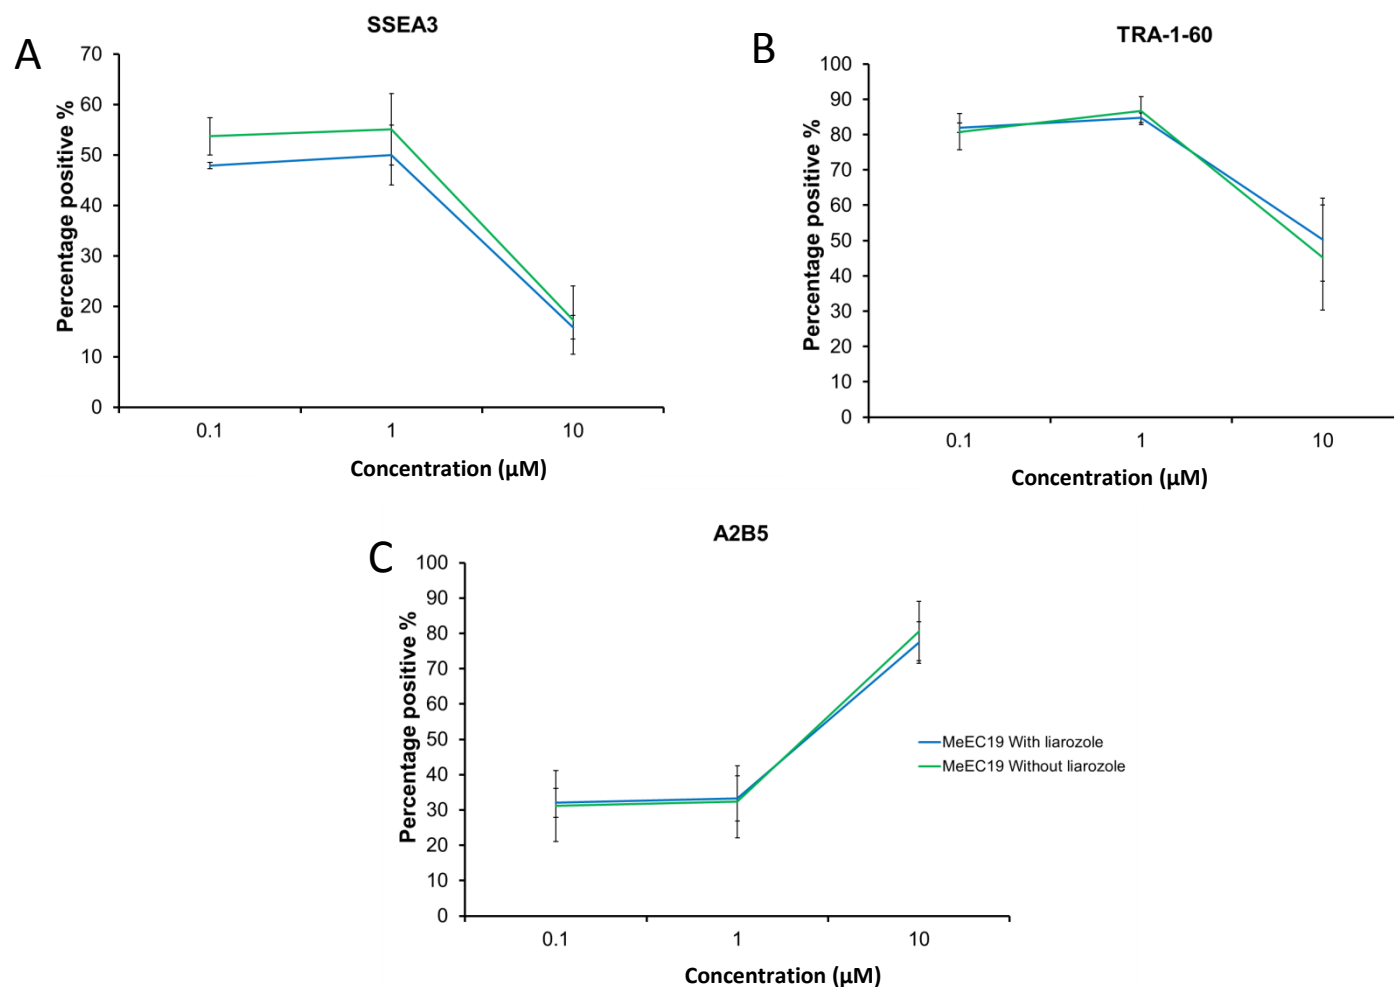 A
SSEA3
Percentage positive %
70
60
50
40
30
20
10
0
0.1 1 10
Concentration (µM)
B
TRA-1-60
Percentage positive %
100
90
80
70
60
50
40
30
20
10
0
0.1 1 10
Concentration (µM)
C
A2B5
Percentage positive %
100
90
80
70
60
50
40
30
20
10
0
0.1 1 10
Concentration (µM)
MeEC19 With liarozole
MeEC19 Without liarozole